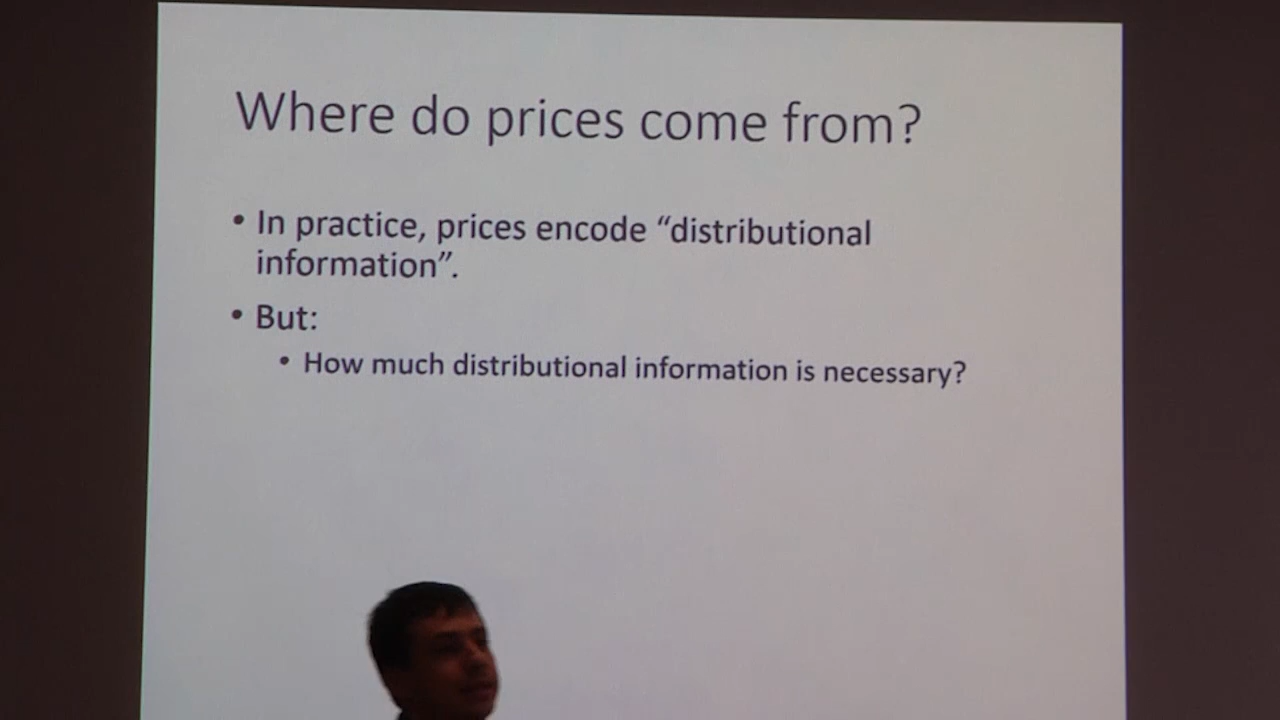 Where do prices come from?
• In practice, prices encode “distributional
information”.
• But:
• How much distributional information is necessary?